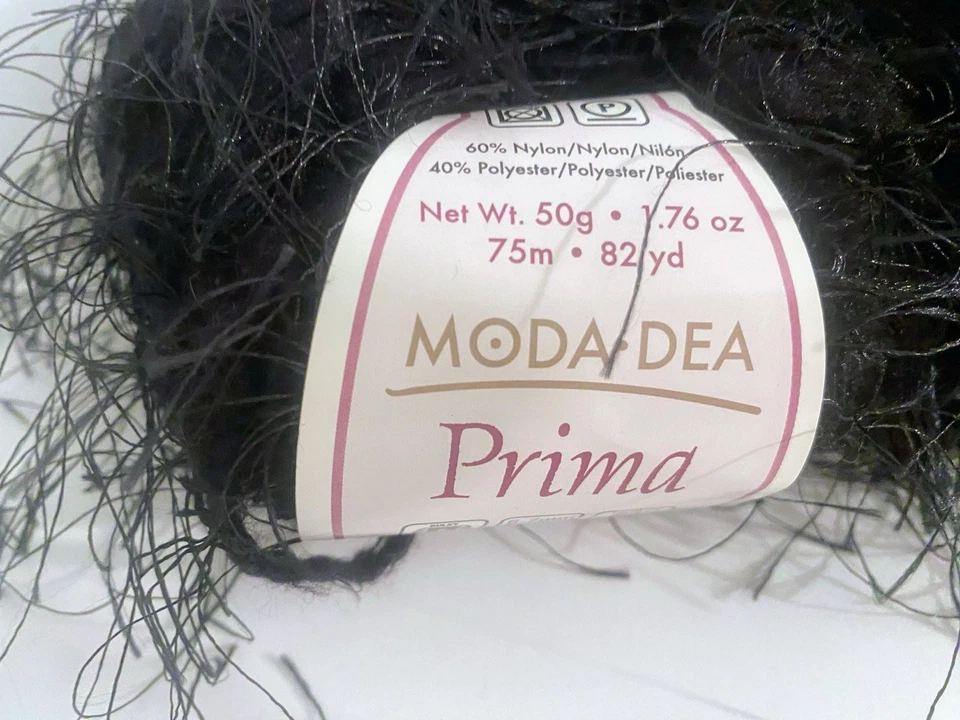 P
60% Nylon/Nylon/Nilón
40% Polyester/Polyester/Poliester
Net Wt. 50g • 1.76 oz
75m • 82 yd
MODA·DEA
Prima